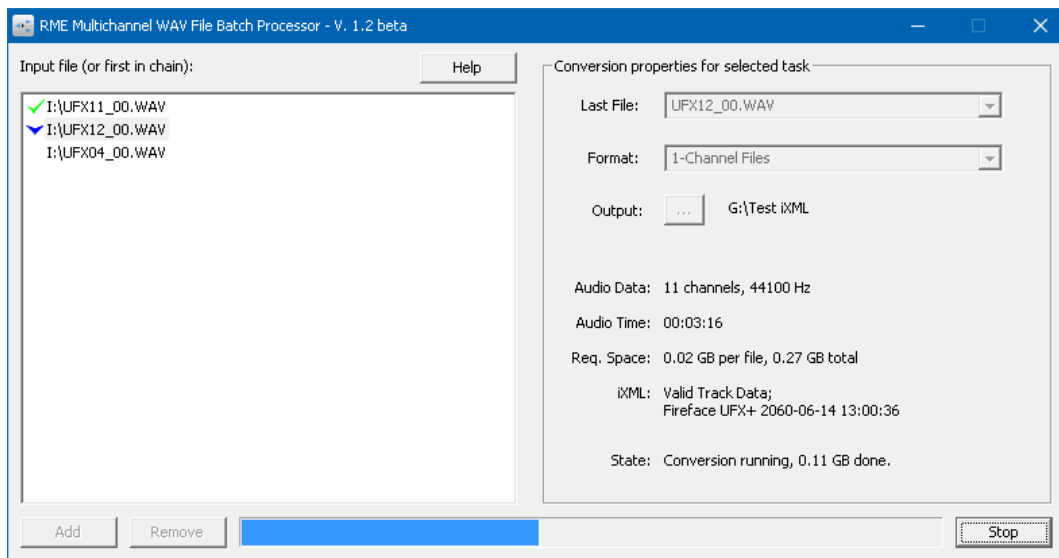 RME Multichannel WAV File Batch Processor - V. 1.2 beta
Input file (or first in chain):
Help
I:\UFX11_00.WAV
I:\UFX12_00.WAV
I:\UFX04_00.WAV
Conversion properties for selected task
Last File: UFX12_00.WAV
Format: 1-Channel Files
Output: ... G:\Test iXML
Audio Data: 11 channels, 44100 Hz
Audio Time: 00:03:16
Req. Space: 0.02 GB per file, 0.27 GB total
iXML: Valid Track Data;
Fireface UFX+ 2060-06-14 13:00:36
State: Conversion running, 0.11 GB done.
Add Remove Stop